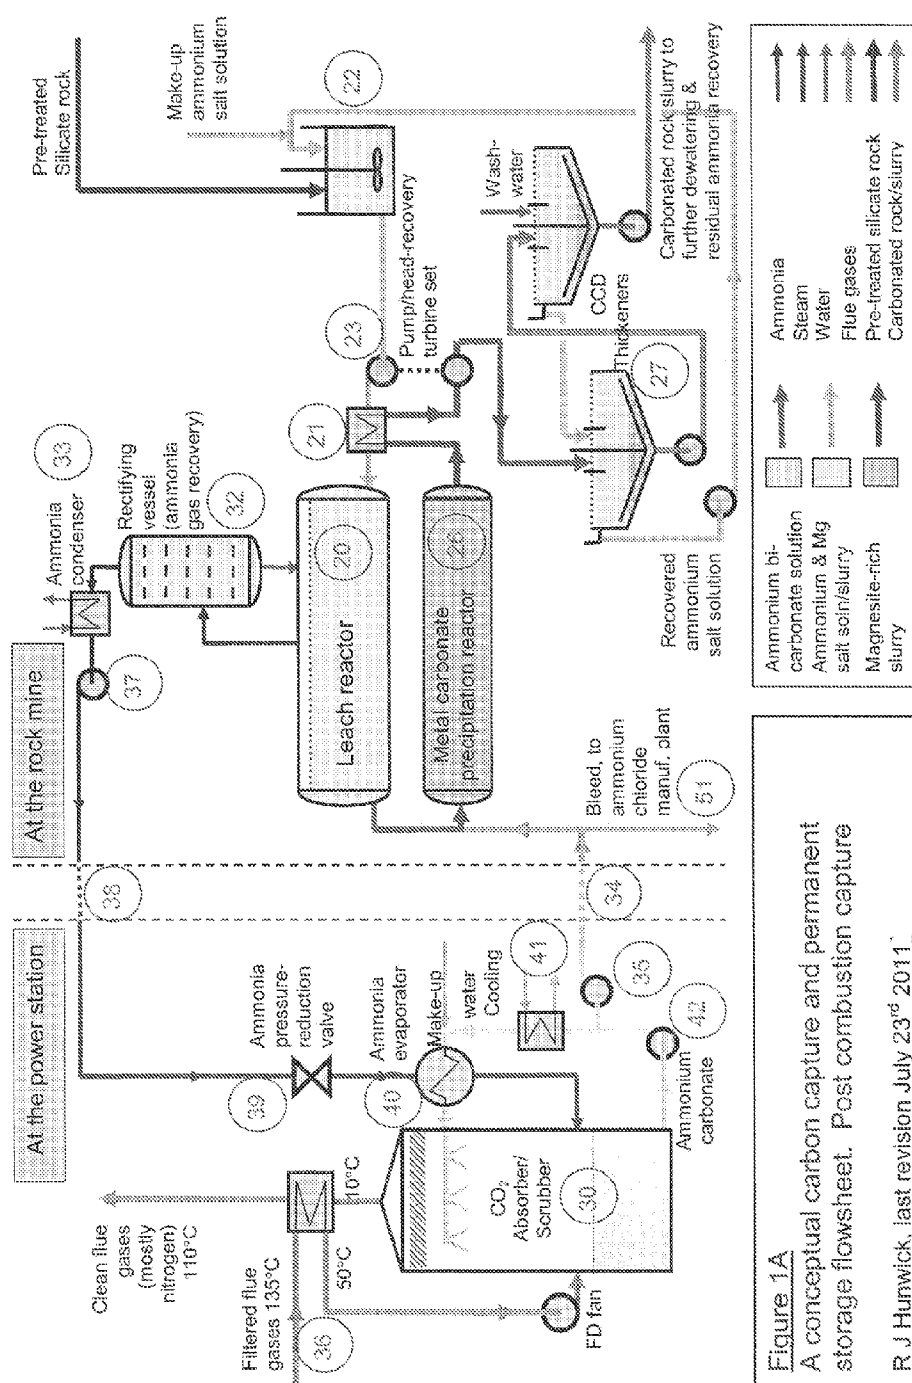 At the power station
At the rock mine
Clean flue
gases
(mostly
nitrogen)
110°C
Filtered flue
gases 135°C
36
50°C
10°C
FD fan
CO2
Absorber/
Scrubber
30
Ammonia
pressure-
reduction
valve
39
Ammonia
evaporator
40
Make-up
water
Cooling
41
35
42
Ammonium
carbonate
38
34
37
Ammonia
condenser
33
Rectifying
vessel
(ammonia
gas recovery)
32
Leach reactor
20
Metal carbonate
precipitation reactor
26
Bleed, to
ammonium
chloride
manuf. plant
51
21
23
Pump/head-recovery
turbine set
Pre-treated
Silicate rock
Make-up
ammonium
salt solution
22
Wash-
water
CCD
Thickeners
27
Recovered
ammonium
salt solution
Carbonated rock slurry to
further dewatering &
residual ammonia recovery
Figure 1A
A conceptual carbon capture and permanent
storage flowsheet. Post combustion capture
R J Hunwick, last revision July 23rd 2011
Ammonium bi-
carbonate solution
Ammonium & Mg
salt soln/slurry
Magnesite-rich
slurry
Ammonia
Steam
Water
Flue gases
Pre-treated silicate rock
Carbonated rock/slurry